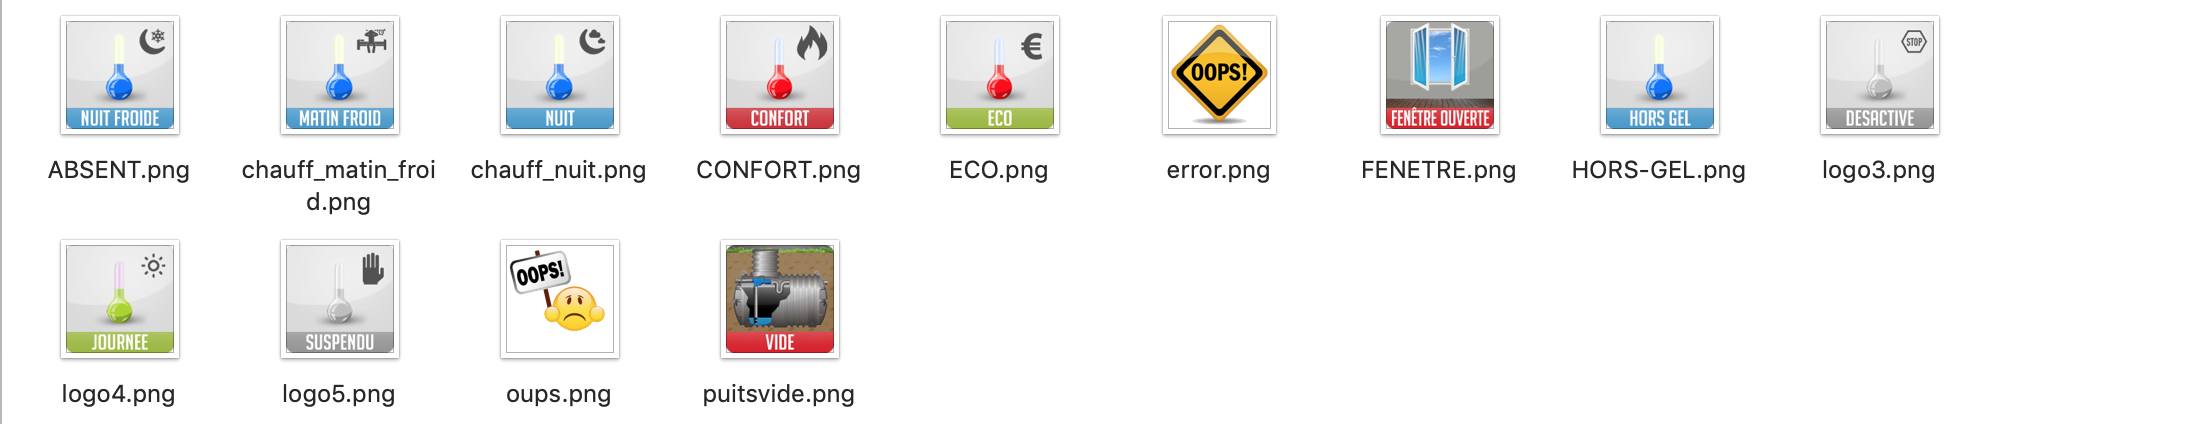 NUIT FROIDE
MATIN FROID
NUIT
CONFORT
€
ECO
OOPS!
FENÊTRE OUVERTE
HORS GEL
STOP
DESACTIVE
ABSENT.png
chauff_matin_froi
d.png
chauff_nuit.png
CONFORT.png
ECO.png
error.png
FENETRE.png
HORS-GEL.png
logo3.png
JOURNEE
SUSPENDU
OOPS!
VIDE
logo4.png
logo5.png
oups.png
puitsvide.png